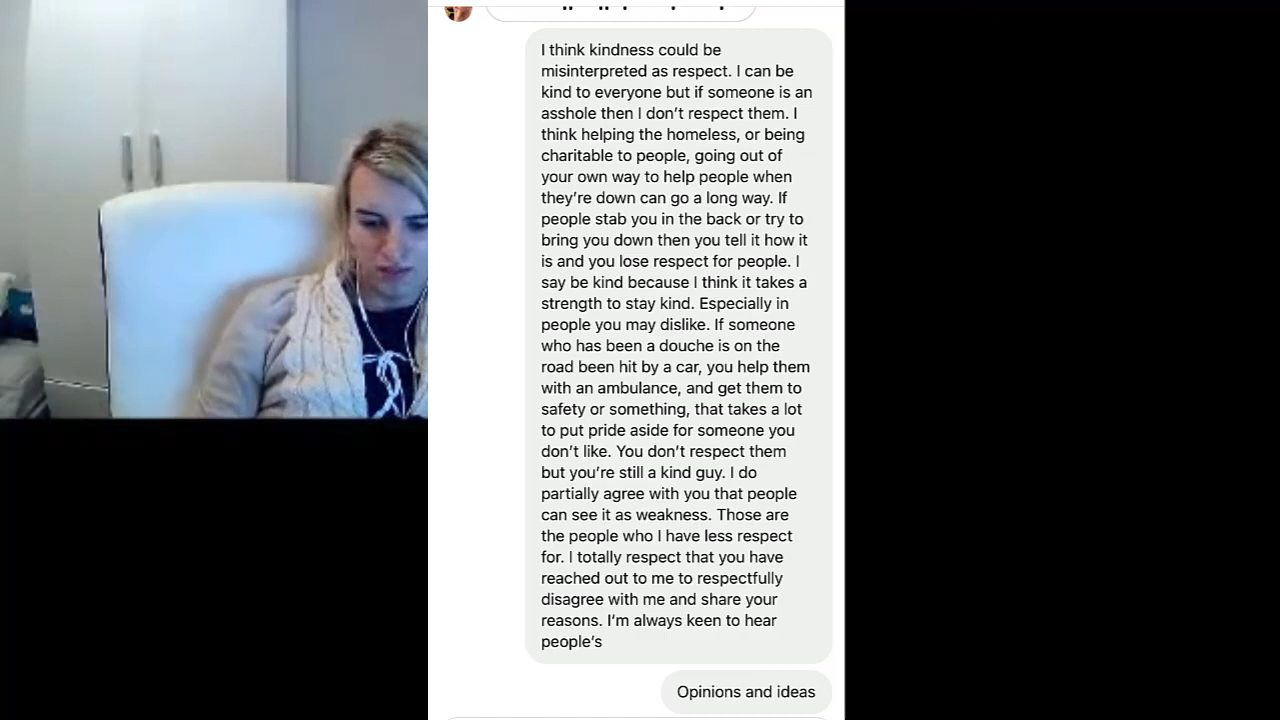 I think kindness could be
misinterpreted as respect. I can be
kind to everyone but if someone is an
asshole then I don’t respect them. I
think helping the homeless, or being
charitable to people, going out of
your own way to help people when
they’re down can go a long way. If
people stab you in the back or try to
bring you down then you tell it how it
is and you lose respect for people. I
say be kind because I think it takes a
strength to stay kind. Especially in
people you may dislike. If someone
who has been a douche is on the
road been hit by a car, you help them
with an ambulance, and get them to
safety or something, that takes a lot
to put pride aside for someone you
don’t like. You don’t respect them
but you’re still a kind guy. I do
partially agree with you that people
can see it as weakness. Those are
the people who I have less respect
for. I totally respect that you have
reached out to me to respectfully
disagree with me and share your
reasons. I’m always keen to hear
people’s
Opinions and ideas